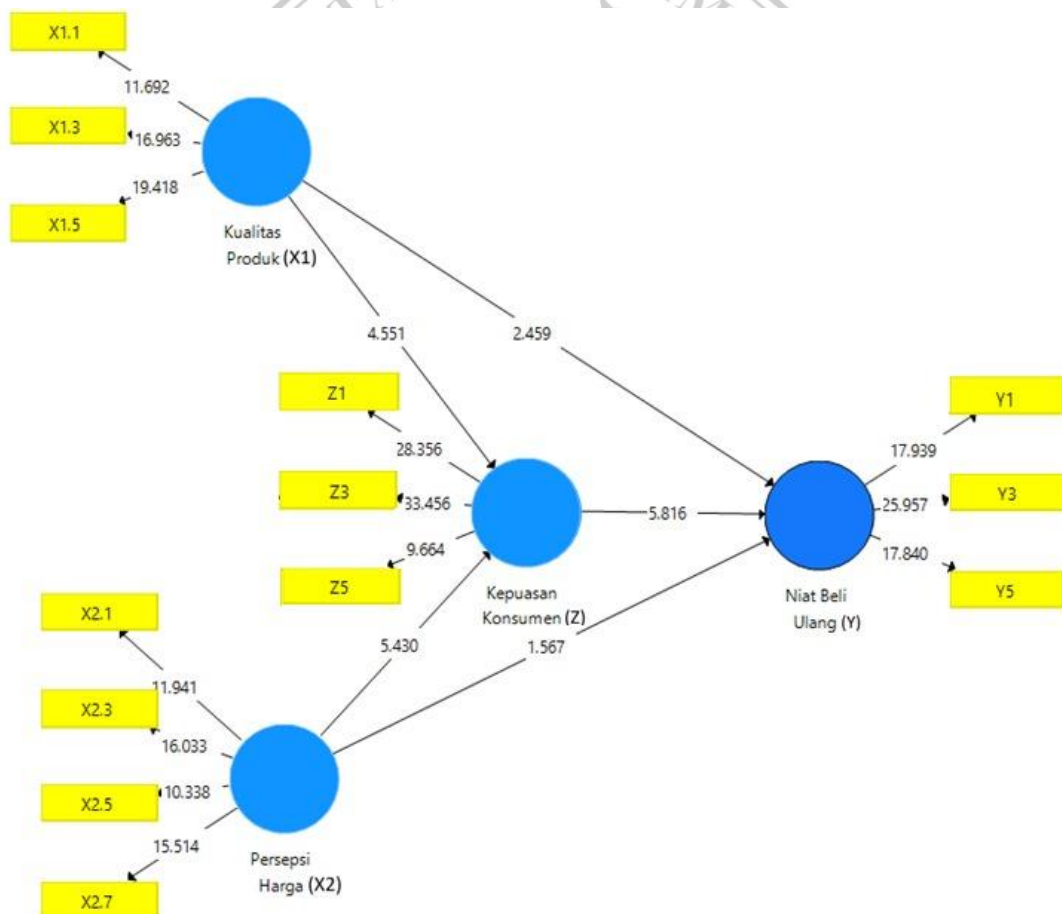 X1.1
11.692
X1.3
16.963
19.418
X1.5
Kualitas
Produk (X1)
4.551
2.459
Z1
28.356
Z3
33.456
9.664
Z5
Kepuasan
Konsumen (Z)
5.816
Y1
17.939
Y3
25.957
17.840
Y5
Niat Beli
Ulang (Y)
5.430
1.567
X2.1
11.941
X2.3
16.033
X2.5
10.338
15.514
X2.7
Persepsi
Harga (X2)